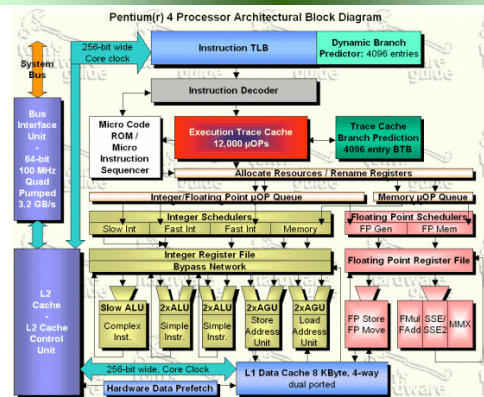 Pentium(r) 4 Processor Architectural Block Diagram
256-bit wide
Core clock
System
Bus
Instruction TLB
Dynamic Branch
Predictor: 4096 entries
Instruction Decoder
Bus
Interface
Unit
-
64-bit
100 MHz
Quad
Pumped
3.2 GB/s
Micro Code
ROM /
Micro
Instruction
Sequencer
Execution Trace Cache
12,000 µOPs
Trace Cache
Branch Prediction
4096 entry BTB
Allocate Resources / Rename Registers
Integer/Floating Point µOP Queue
Memory µOP Queue
Integer Schedulers
Slow Int
Fast Int
Fast Int
Memory
Floating Point Schedulers
FP Gen
FP Mem
Integer Register File
Bypass Network
Floating Point Register File
L2
Cache
-
L2 Cache
Control
Unit
Slow ALU
Complex
Instr.
2xALU
Simple
Instr.
2xALU
Simple
Instr.
2xAGU
Store
Address
Unit
2xAGU
Load
Address
Unit
FP Store
FP Move
FMul
FAdd
SSE/
SSE2
MMX
256-bit wide, Core Clock
Hardware Data Prefetch
L1 Data Cache 8 KByte, 4-way
dual ported